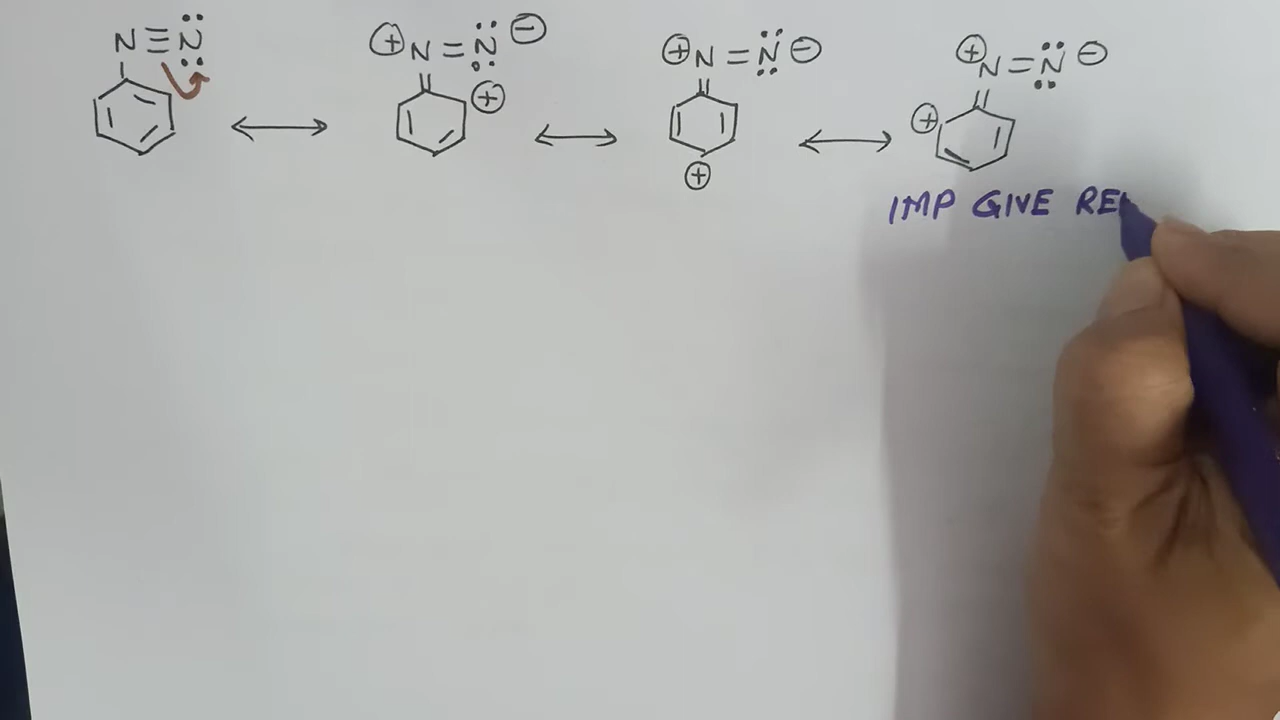 N≡N̈
⊕ N = N̈ ⊖
⊕
⊕ N = N̈ ⊖
⊕
⊕ N = N̈ ⊖
⊕
IMP GIVE RE